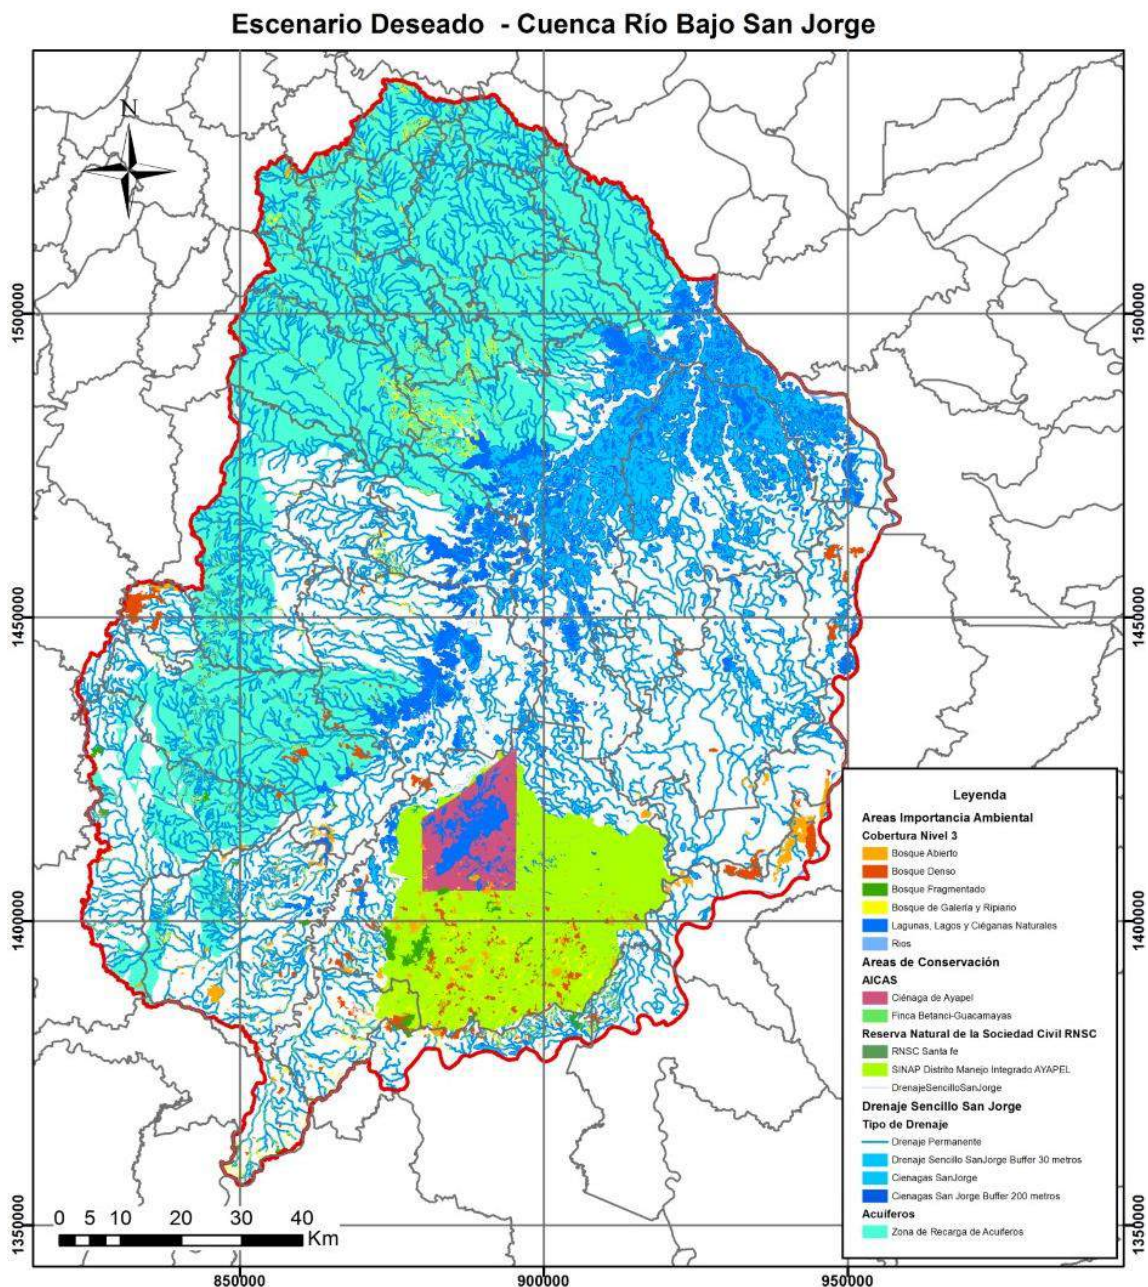 Escenario Deseado - Cuenca Río Bajo San Jorge
N
1500000
1500000
1450000
1450000
1400000
1400000
1350000
1350000
Leyenda
Areas Importancia Ambiental
Cobertura Nivel 3
Bosque Abierto
Bosque Denso
Bosque Fragmentado
Bosque de Galería y Ripiario
Lagunas, Lagos y Ciéganas Naturales
Rios
Areas de Conservación
AICAS
Ciénaga de Ayapel
Finca Betanci-Guacamayas
Reserva Natural de la Sociedad Civil RNSC
RNSC Santa fe
SINAP Distrito Manejo Integrado AYAPEL
DrenajeSencilloSanJorge
Drenaje Sencillo San Jorge
Tipo de Drenaje
Drenaje Permanente
Drenaje Sencillo SanJorge Buffer 30 metros
Cienagas SanJorge
Cienagas San Jorge Buffer 200 metros
Acuíferos
Zona de Recarga de Acuiferos
0 5 10 20 30 40
Km
850000 900000 950000